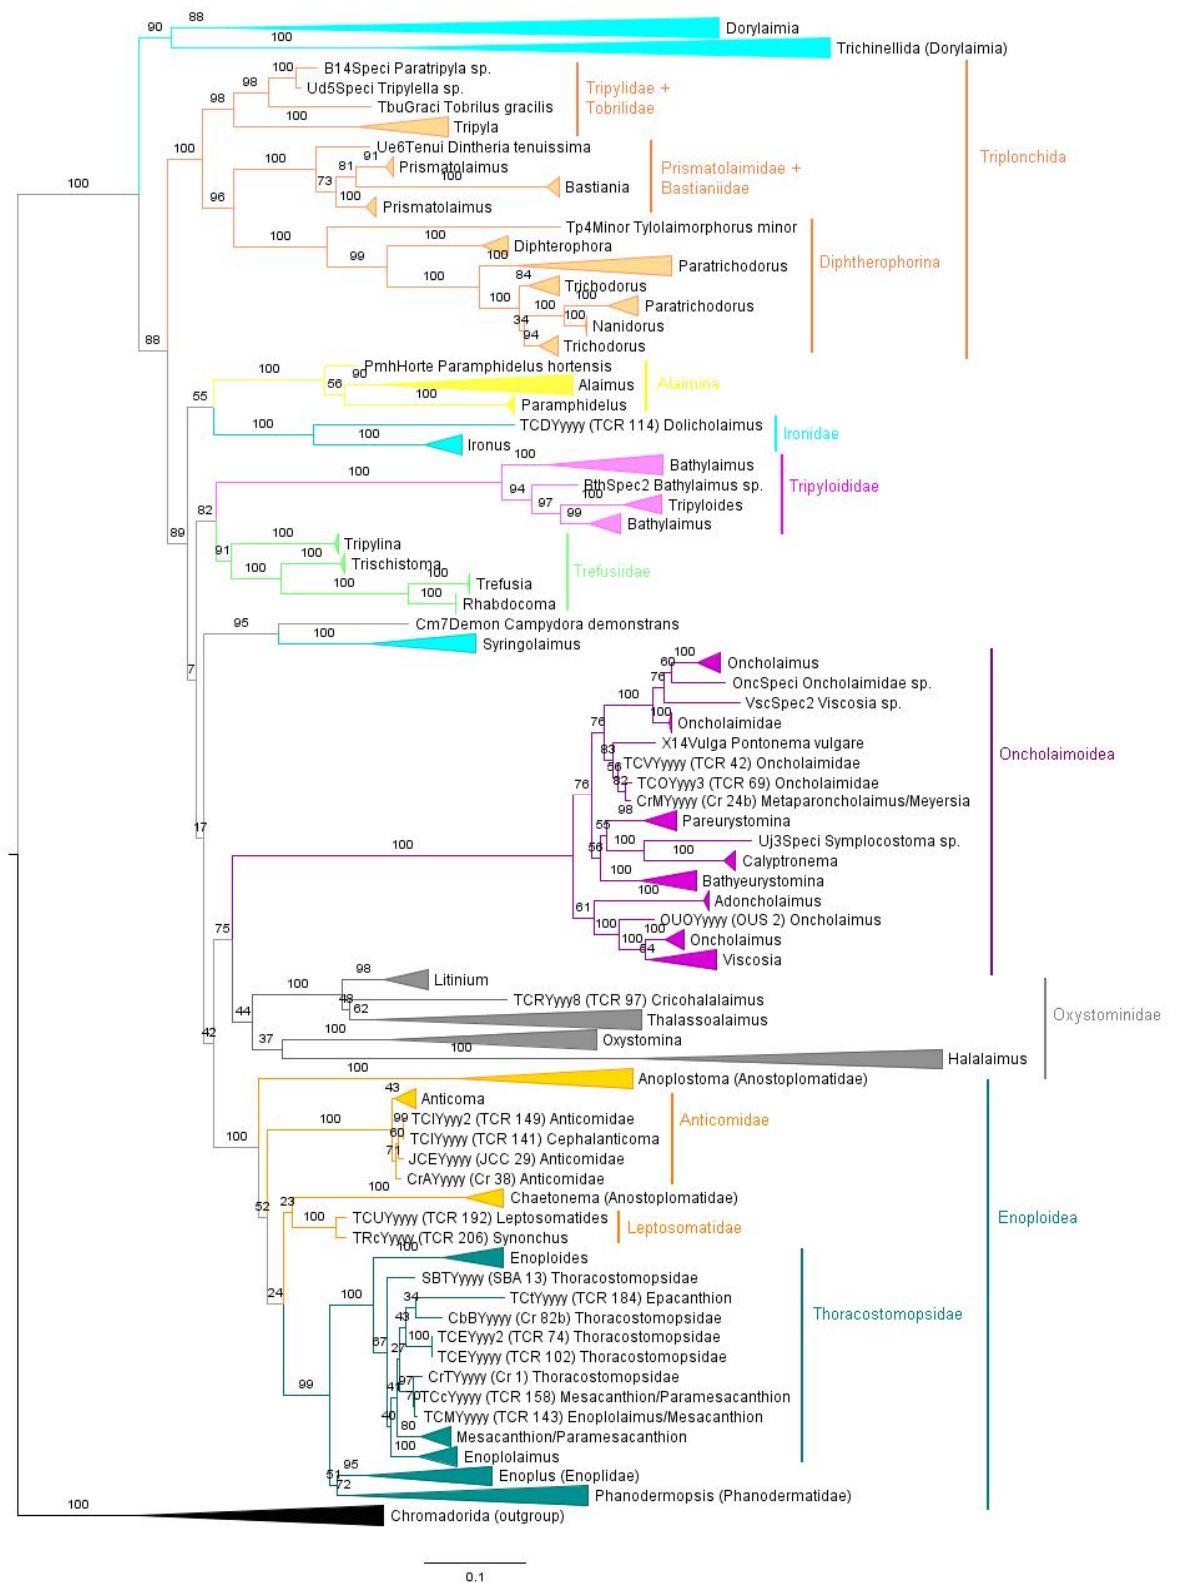 88
90
Dorylaimia
100
Trichinellida (Dorylaimia)
100
B14Speci Paratripyla sp.
98
Ud5Speci Tripylella sp.
Tripylidae +
Tobrilidae
98
TbuGraci Tobrilus gracilis
100
Tripyla
100
Ue6Tenui Dintheria tenuissima
100
91
81
Prismatolaimus
Prismatolaimidae +
Bastianiidae
Triplonchida
100
73
Bastiania
100
100
Prismatolaimus
96
Tp4Minor Tylolaimorphorus minor
100
100
Diphterophora
99
100
Paratrichodorus
Diphtherophorina
100
84
Trichodorus
100
100
100
Paratrichodorus
34
100
Nanidorus
94
Trichodorus
88
PmhHorte Paramphidelus hortensis
100
90
56
Alaimus
Alaimina
100
Paramphidelus
55
TCDYyyyy (TCR 114) Dolicholaimus
100
Ironidae
100
Ironus
100
Bathylaimus
100
94
BthSpec2 Bathylaimus sp.
Tripyloididae
100
97
Tripyloides
99
Bathylaimus
82
89
100
Tripylina
91
100
Trischistoma
100
Trefusiidae
100
100
Trefusia
100
Rhabdocoma
95
Cm7Demon Campydora demonstrans
100
Syringolaimus
7
100
60
Oncholaimus
76
OncSpeci Oncholaimidae sp.
100
VscSpec2 Viscosia sp.
100
Oncholaimidae
76
83
X14Vulga Pontonema vulgare
56
TCVYyyyy (TCR 42) Oncholaimidae
Oncholaimoidea
82
TCOYyyy3 (TCR 69) Oncholaimidae
76
CrMYyyyy (Cr 24b) Metaparoncholaimus/Meyersia
98
55
Pareurystomina
17
56
100
Uj3Speci Symplocostoma sp.
100
100
Calyptronema
100
Bathyeurystomina
100
Adoncholaimus
61
100
OUOYyyyy (OUS 2) Oncholaimus
75
100
100
Oncholaimus
54
Viscosia
98
100
Litinium
48
TCRYyyy8 (TCR 97) Cricohalalaimus
62
44
Thalassoalaimus
Oxystominidae
42
100
37
Oxystomina
100
Halalaimus
100
Anoplostoma (Anostoplomatidae)
43
Anticoma
100
99
TCIYyyy2 (TCR 149) Anticomidae
Anticomidae
60
TCIYyyyy (TCR 141) Cephalanticoma
100
71
JCEYyyyy (JCC 29) Anticomidae
CrAYyyyy (Cr 38) Anticomidae
100
Chaetonema (Anostoplomatidae)
52
23
100
TCUYyyyy (TCR 192) Leptosomatides
Leptosomatidae
Enoploidea
TRcYyyyy (TCR 206) Synonchus
100
Enoploides
SBTYyyyy (SBA 13) Thoracostomopsidae
24
100
34
TCtYyyyy (TCR 184) Epacanthion
43
CbBYyyyy (Cr 82b) Thoracostomopsidae
Thoracostomopsidae
67
27
100
TCEYyyy2 (TCR 74) Thoracostomopsidae
TCEYyyyy (TCR 102) Thoracostomopsidae
99
41
97
CrTYyyyy (Cr 1) Thoracostomopsidae
70
TCcYyyyy (TCR 158) Mesacanthion/Paramesacanthion
40
TCMYyyyy (TCR 143) Enoplolaimus/Mesacanthion
80
Mesacanthion/Paramesacanthion
100
Enoplolaimus
95
51
Enoplus (Enoplidae)
72
Phanodermopsis (Phanodermatidae)
100
Chromadorida (outgroup)
0.1